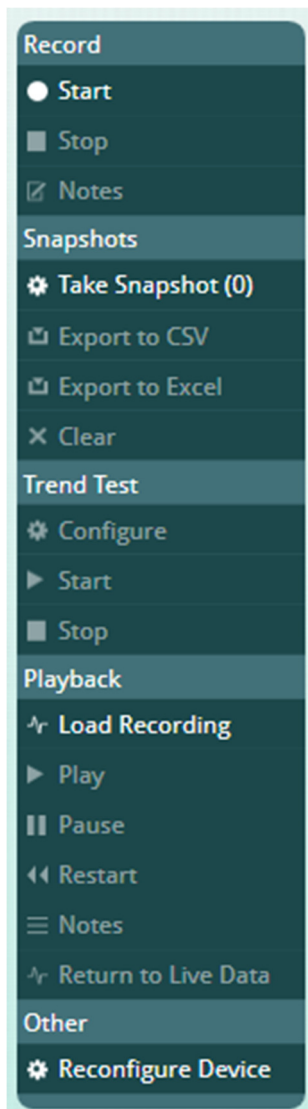 Record
Start
Stop
Notes
Snapshots
Take Snapshot (0)
Export to CSV
Export to Excel
Clear
Trend Test
Configure
Start
Stop
Playback
Load Recording
Play
Pause
Restart
Notes
Return to Live Data
Other
Reconfigure Device